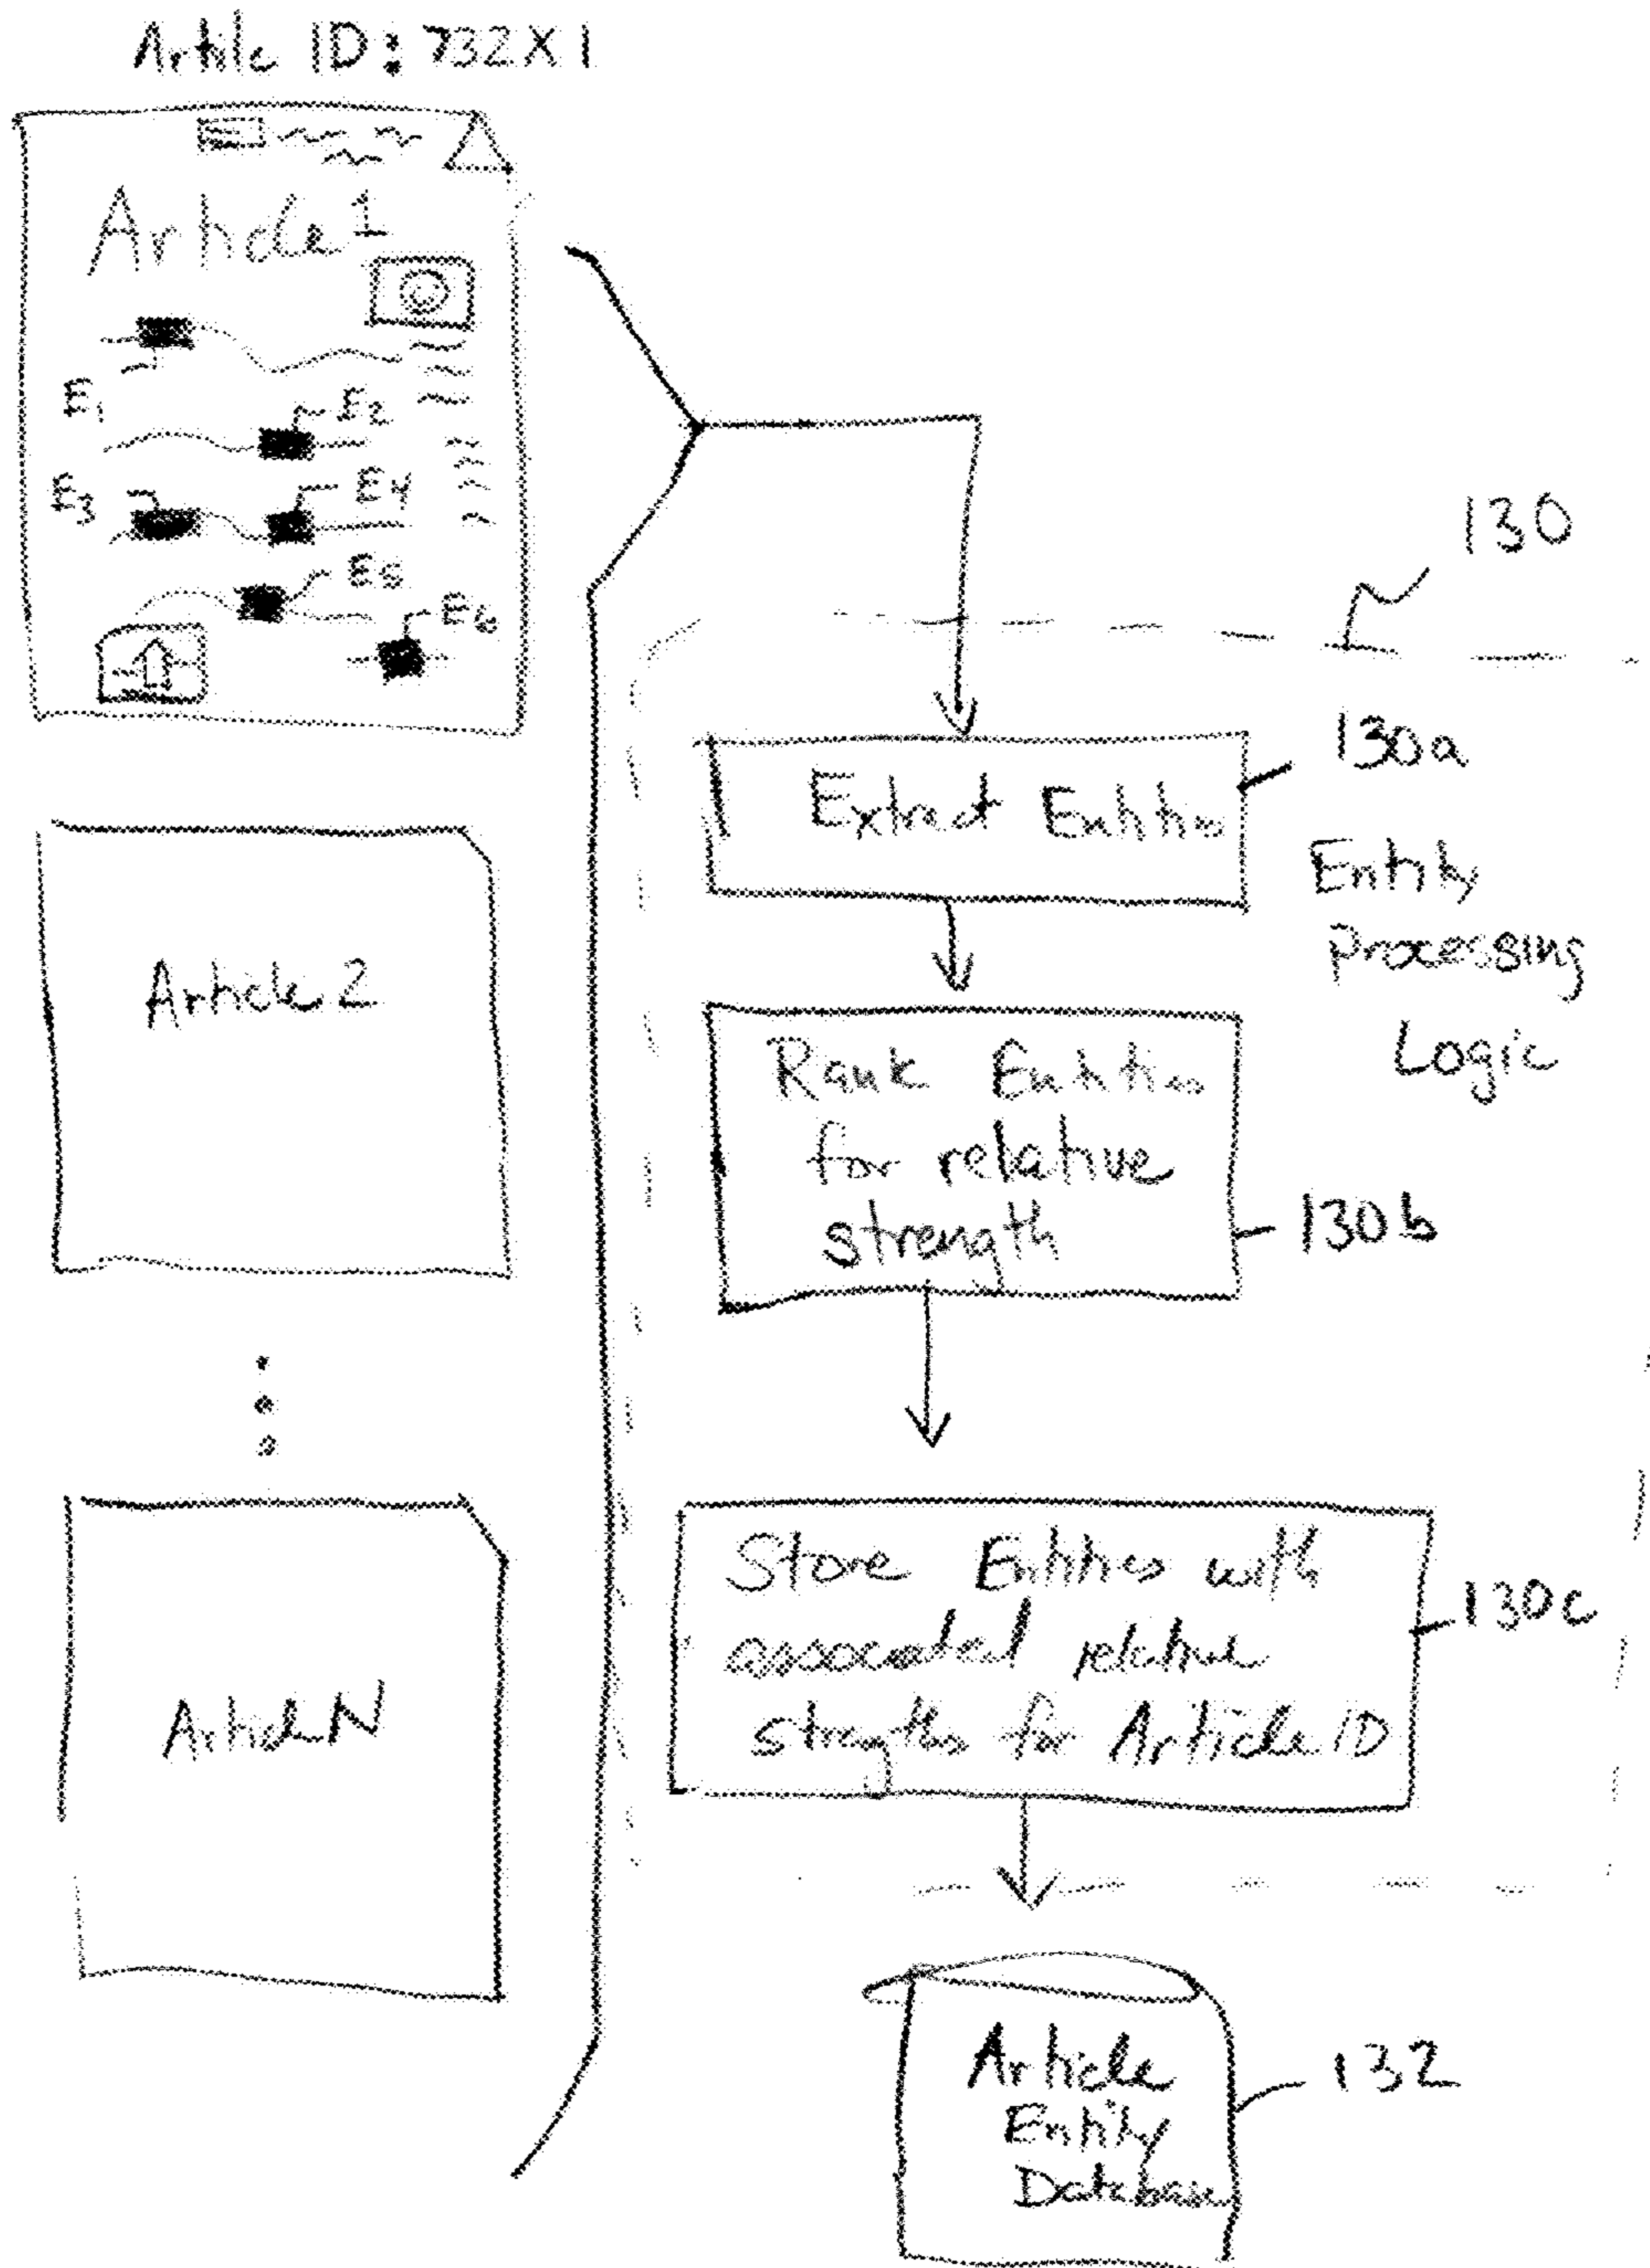 Article ID: 732X1
Article 1
E1
E2
E3
E4
E5
E6
Article 2
Article N
130
Extract Entities
130a
Entity
Processing
Logic
Rank Entities
for relative
strength
130b
Store Entities with
associated relative
strengths for Article ID
130c
Article
Entity
Database
132